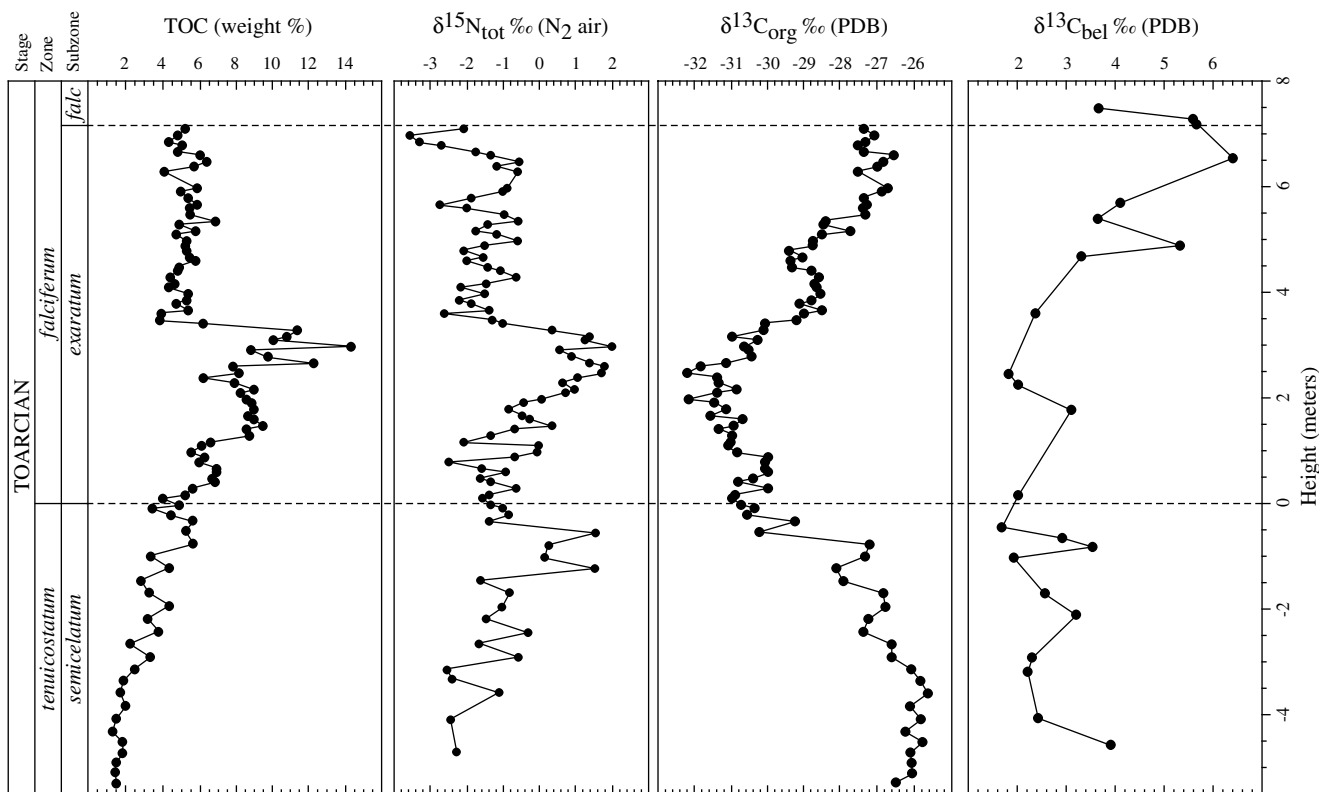 Stage
Zone
Subzone
TOC (weight %)
δ15Ntot ‰ (N2 air)
δ13Corg ‰ (PDB)
δ13Cbel ‰ (PDB)
2 4 6 8 10 12 14
-3 -2 -1 0 1 2
-32 -31 -30 -29 -28 -27 -26
2 3 4 5 6
TOARCIAN
falciferum
tenuicostatum
falc
exaratum
semicelatum
8
6
4
2
0
-2
-4
Height (meters)